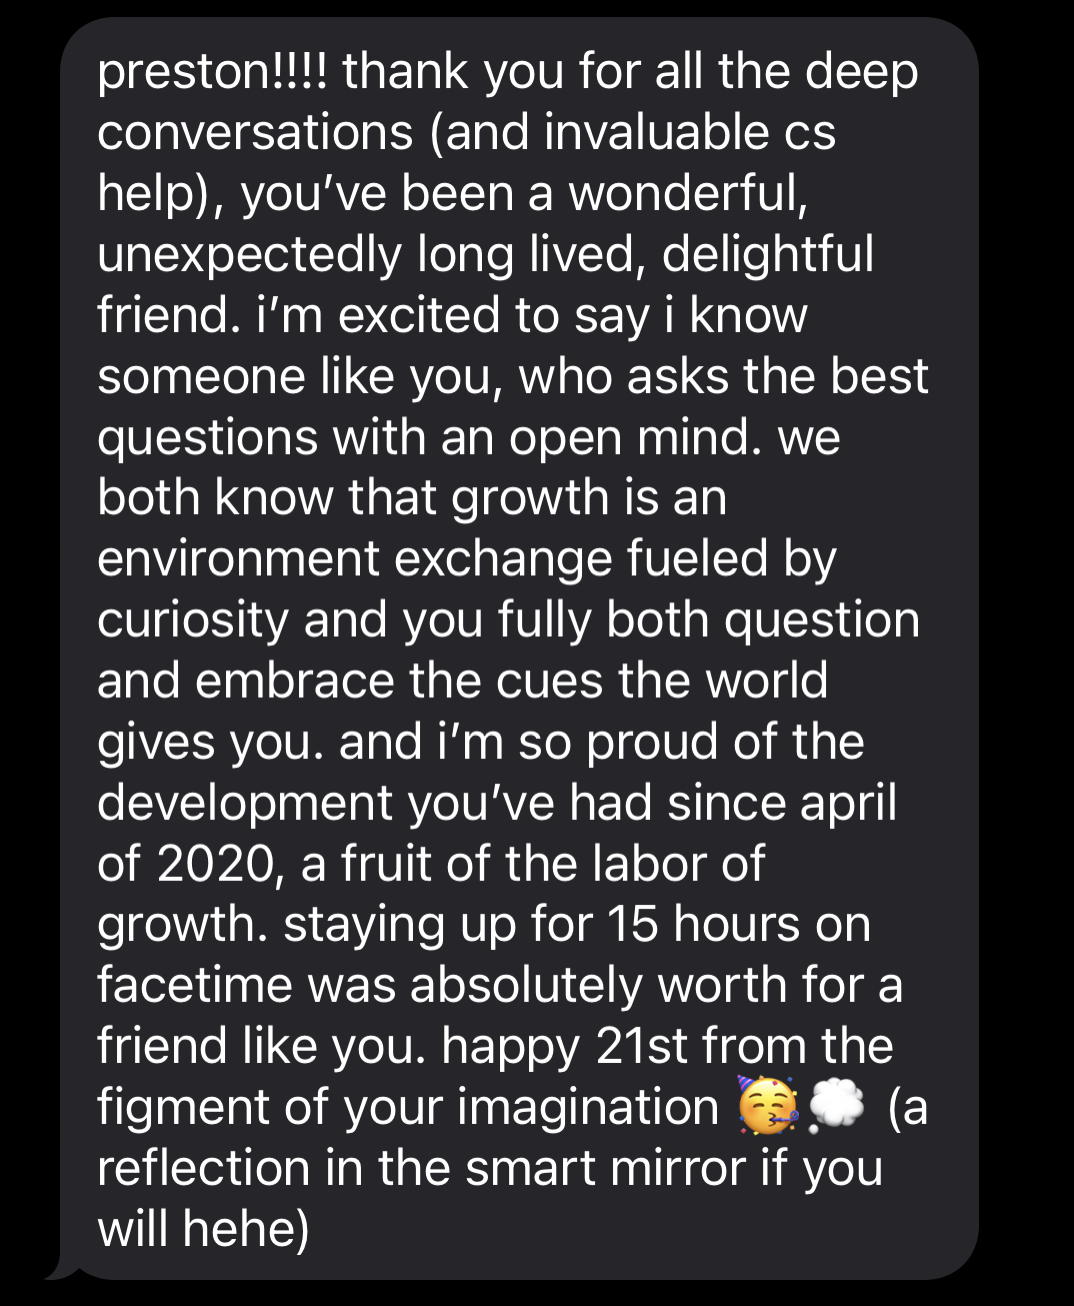 preston!!!! thank you for all the deep
conversations (and invaluable cs
help), you’ve been a wonderful,
unexpectedly long lived, delightful
friend. i’m excited to say i know
someone like you, who asks the best
questions with an open mind. we
both know that growth is an
environment exchange fueled by
curiosity and you fully both question
and embrace the cues the world
gives you. and i’m so proud of the
development you’ve had since april
of 2020, a fruit of the labor of
growth. staying up for 15 hours on
facetime was absolutely worth for a
friend like you. happy 21st from the
figment of your imagination 🥳💭 (a
reflection in the smart mirror if you
will hehe)